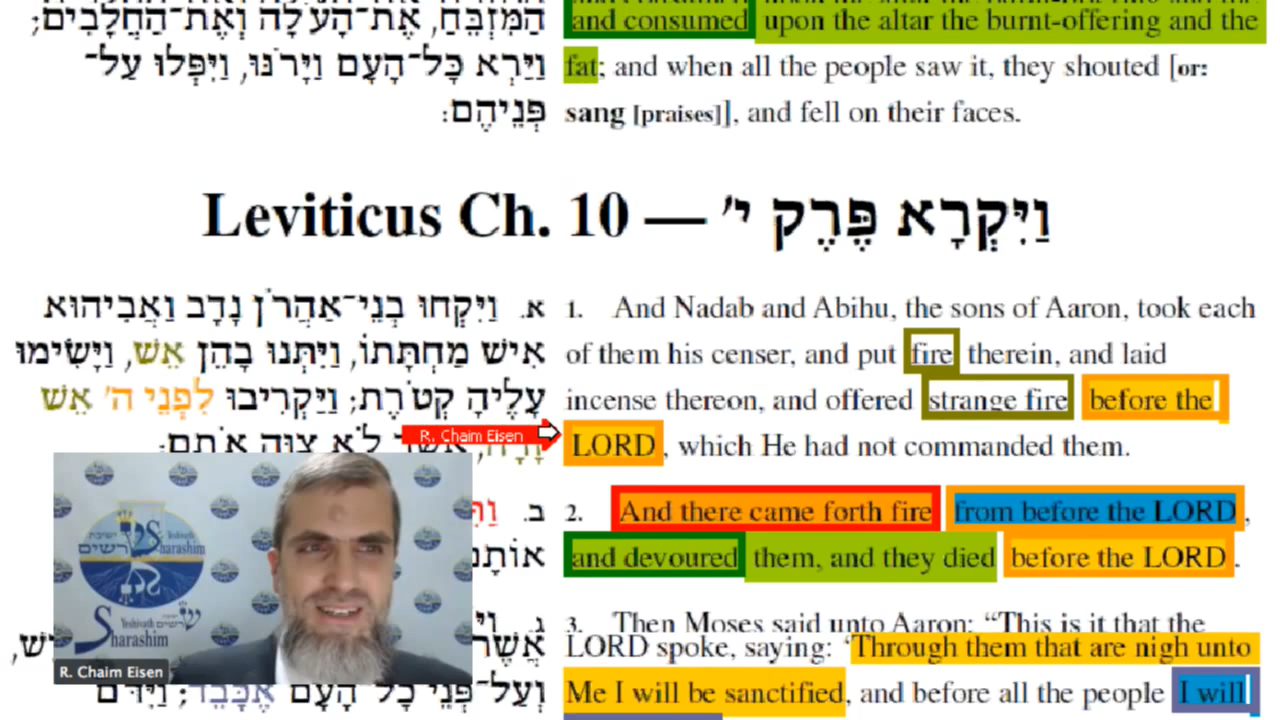 הַמִּזְבֵּחַ, אֶת־הָעֹלָה וְאֶת־הַחֲלָבִים;
וַיַּרְא כָּל־הָעָם וַיָּרֹנּוּ, וַיִּפְּלוּ עַל־
פְּנֵיהֶם:
and consumed upon the altar the burnt-offering and the
fat; and when all the people saw it, they shouted [or:
sang [praises]], and fell on their faces.
Leviticus Ch. 10 — וַיִּקְרָא פֶּרֶק י׳
א. וַיִּקְחוּ בְנֵי־אַהֲרֹן נָדָב וַאֲבִיהוּא
אִישׁ מַחְתָּתוֹ, וַיִּתְּנוּ בָהֵן אֵשׁ, וַיָּשִׂימוּ
עָלֶיהָ קְטֹרֶת; וַיַּקְרִיבוּ לִפְנֵי ה׳ אֵשׁ
לֹא צִוָּה אֹתָם:
1. And Nadab and Abihu, the sons of Aaron, took each
of them his censer, and put fire therein, and laid
incense thereon, and offered strange fire before the
LORD, which He had not commanded them.
R. Chaim Eisen
ב.
אוֹתָם
2. And there came forth fire from before the LORD,
and devoured them, and they died before the LORD.
ג.
3. Then Moses said unto Aaron: “This is it that the
LORD spoke, saying: ‘Through them that are nigh unto
Me I will be sanctified, and before all the people I will
וְעַל־פְּנֵי כָל־הָעָם אֶכָּבֵד;
ישיבת שרשים
Yeshivath Sharashim
Yeshivath
Sharashim
R. Chaim Eisen